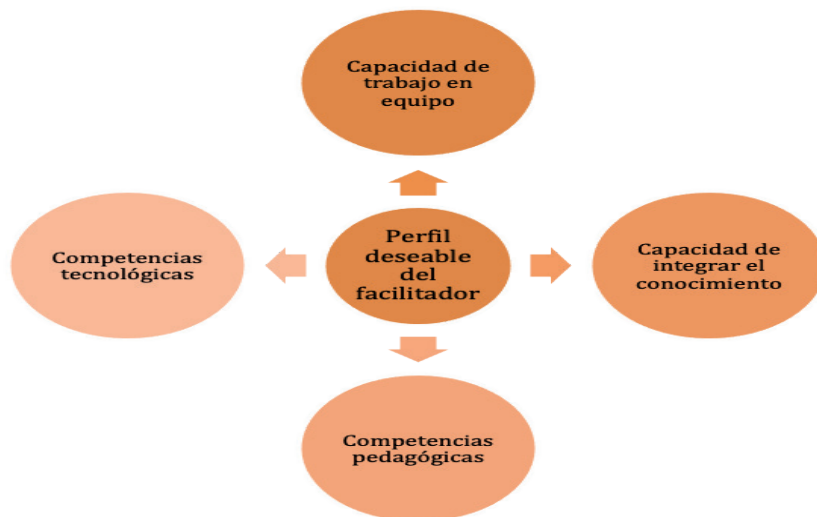 Capacidad de
trabajo en
equipo
Competencias
tecnológicas
Perfil
deseable
del
facilitador
Capacidad de
integrar el
conocimiento
Competencias
pedagógicas